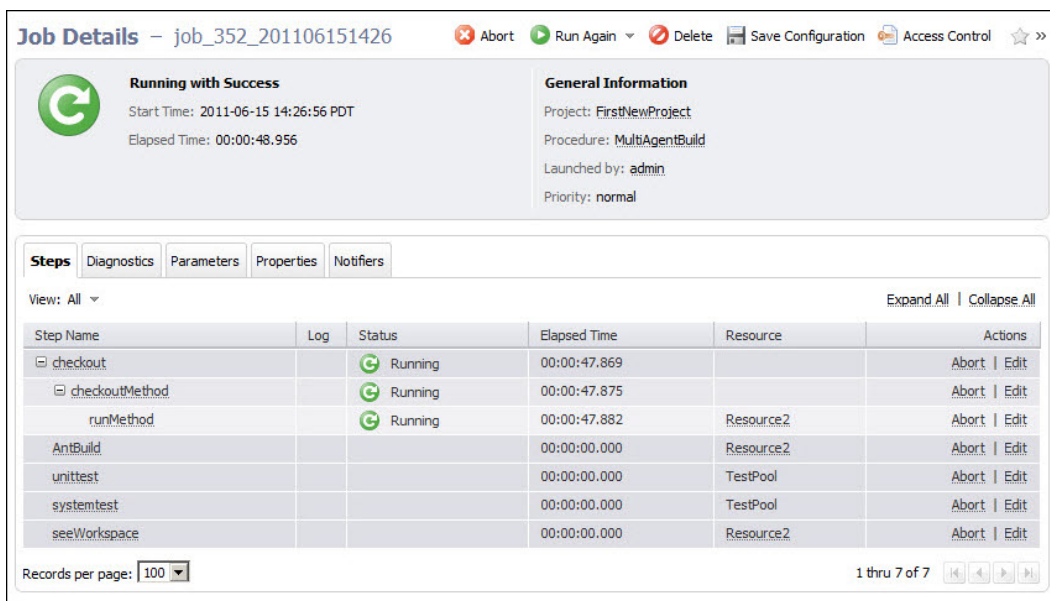 Job Details – job_352_201106151426 Abort Run Again Delete Save Configuration Access Control »
Running with Success
Start Time: 2011-06-15 14:26:56 PDT
Elapsed Time: 00:00:48.956
General Information
Project: FirstNewProject
Procedure: MultiAgentBuild
Launched by: admin
Priority: normal
Steps Diagnostics Parameters Properties Notifiers
View: All Expand All | Collapse All
Step Name Log Status Elapsed Time Resource Actions
checkout Running 00:00:47.869 Abort | Edit
checkoutMethod Running 00:00:47.875 Abort | Edit
runMethod Running 00:00:47.882 Resource2 Abort | Edit
AntBuild 00:00:00.000 Resource2 Abort | Edit
unittest 00:00:00.000 TestPool Abort | Edit
systemtest 00:00:00.000 TestPool Abort | Edit
seeWorkspace 00:00:00.000 Resource2 Abort | Edit
Records per page: 100 1 thru 7 of 7